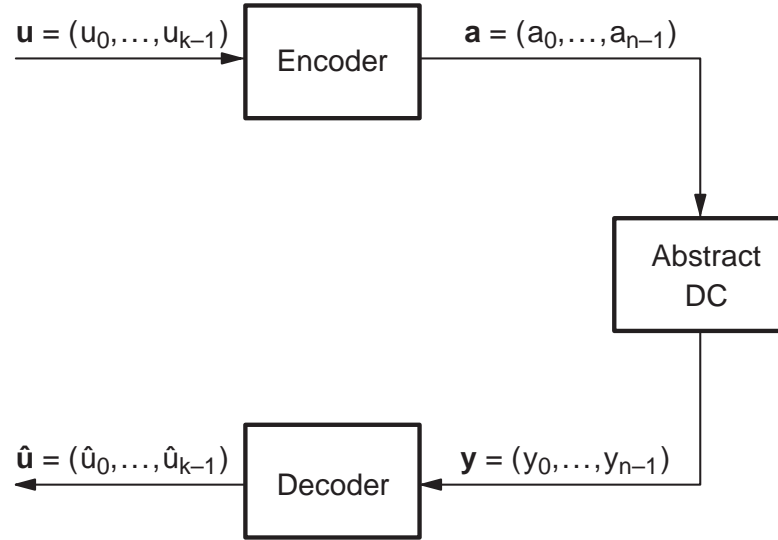 u = (u₀,...,uₖ₋₁)
Encoder
a = (a₀,...,aₙ₋₁)
Abstract
DC
û = (û₀,...,ûₖ₋₁)
Decoder
y = (y₀,...,yₙ₋₁)